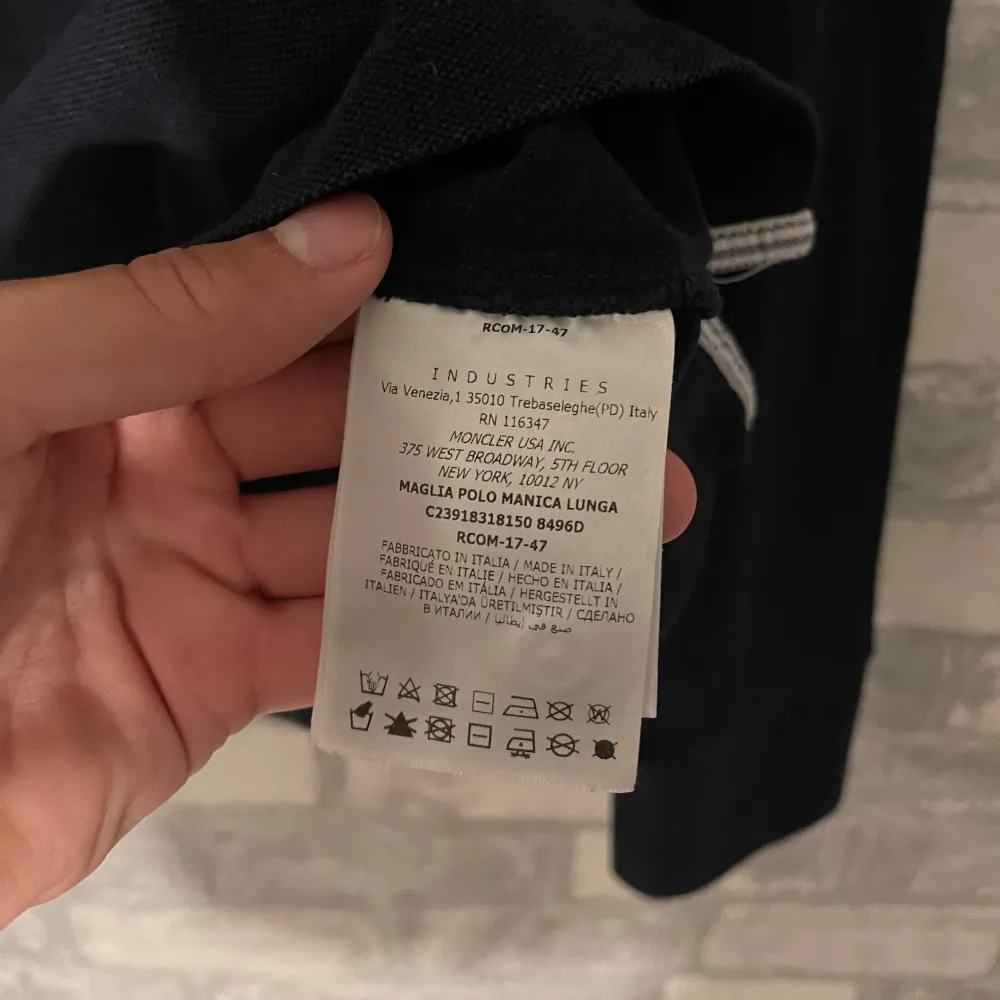 RCOM-17-47
INDUSTRIES
Via Venezia,1 35010 Trebaseleghe(PD) Italy
RN 116347
MONCLER USA INC.
375 WEST BROADWAY, 5TH FLOOR
NEW YORK, 10012 NY
MAGLIA POLO MANICA LUNGA
C23918318150 8496D
RCOM-17-47
FABBRICATO IN ITALIA / MADE IN ITALY /
FABRIQUÉ EN ITALIE / HECHO EN ITALIA /
FABRICADO EM ITÁLIA / HERGESTELLT IN
ITALIEN / ITALYA'DA ÜRETILMIŞTIR / СДЕЛАНО
В ИТАЛИИ / صنع في إيطاليا